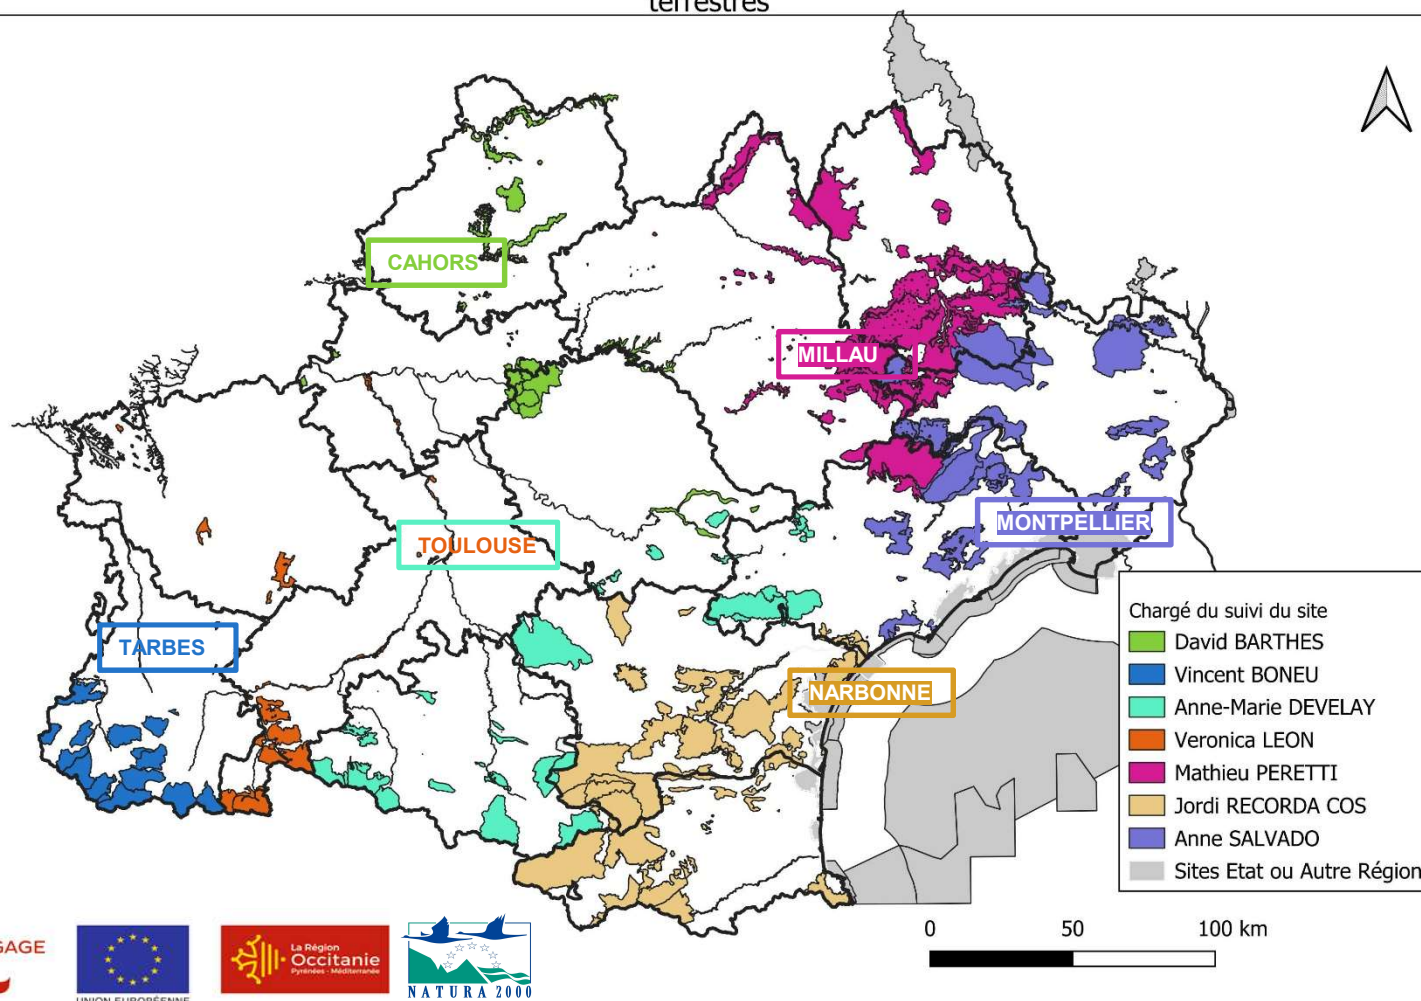 terrestres
CAHORS
MILLAU
MONTPELLIER
TOULOUSE
TARBES
NARBONNE
Chargé du suivi du site
David BARTHES
Vincent BONEU
Anne-Marie DEVELAY
Veronica LEON
Mathieu PERETTI
Jordi RECORDA COS
Anne SALVADO
Sites Etat ou Autre Région
0 50 100 km
GAGE
UNION EUROPÉENNE
La Région
Occitanie
Pyrénées - Méditerranée
NATURA 2000